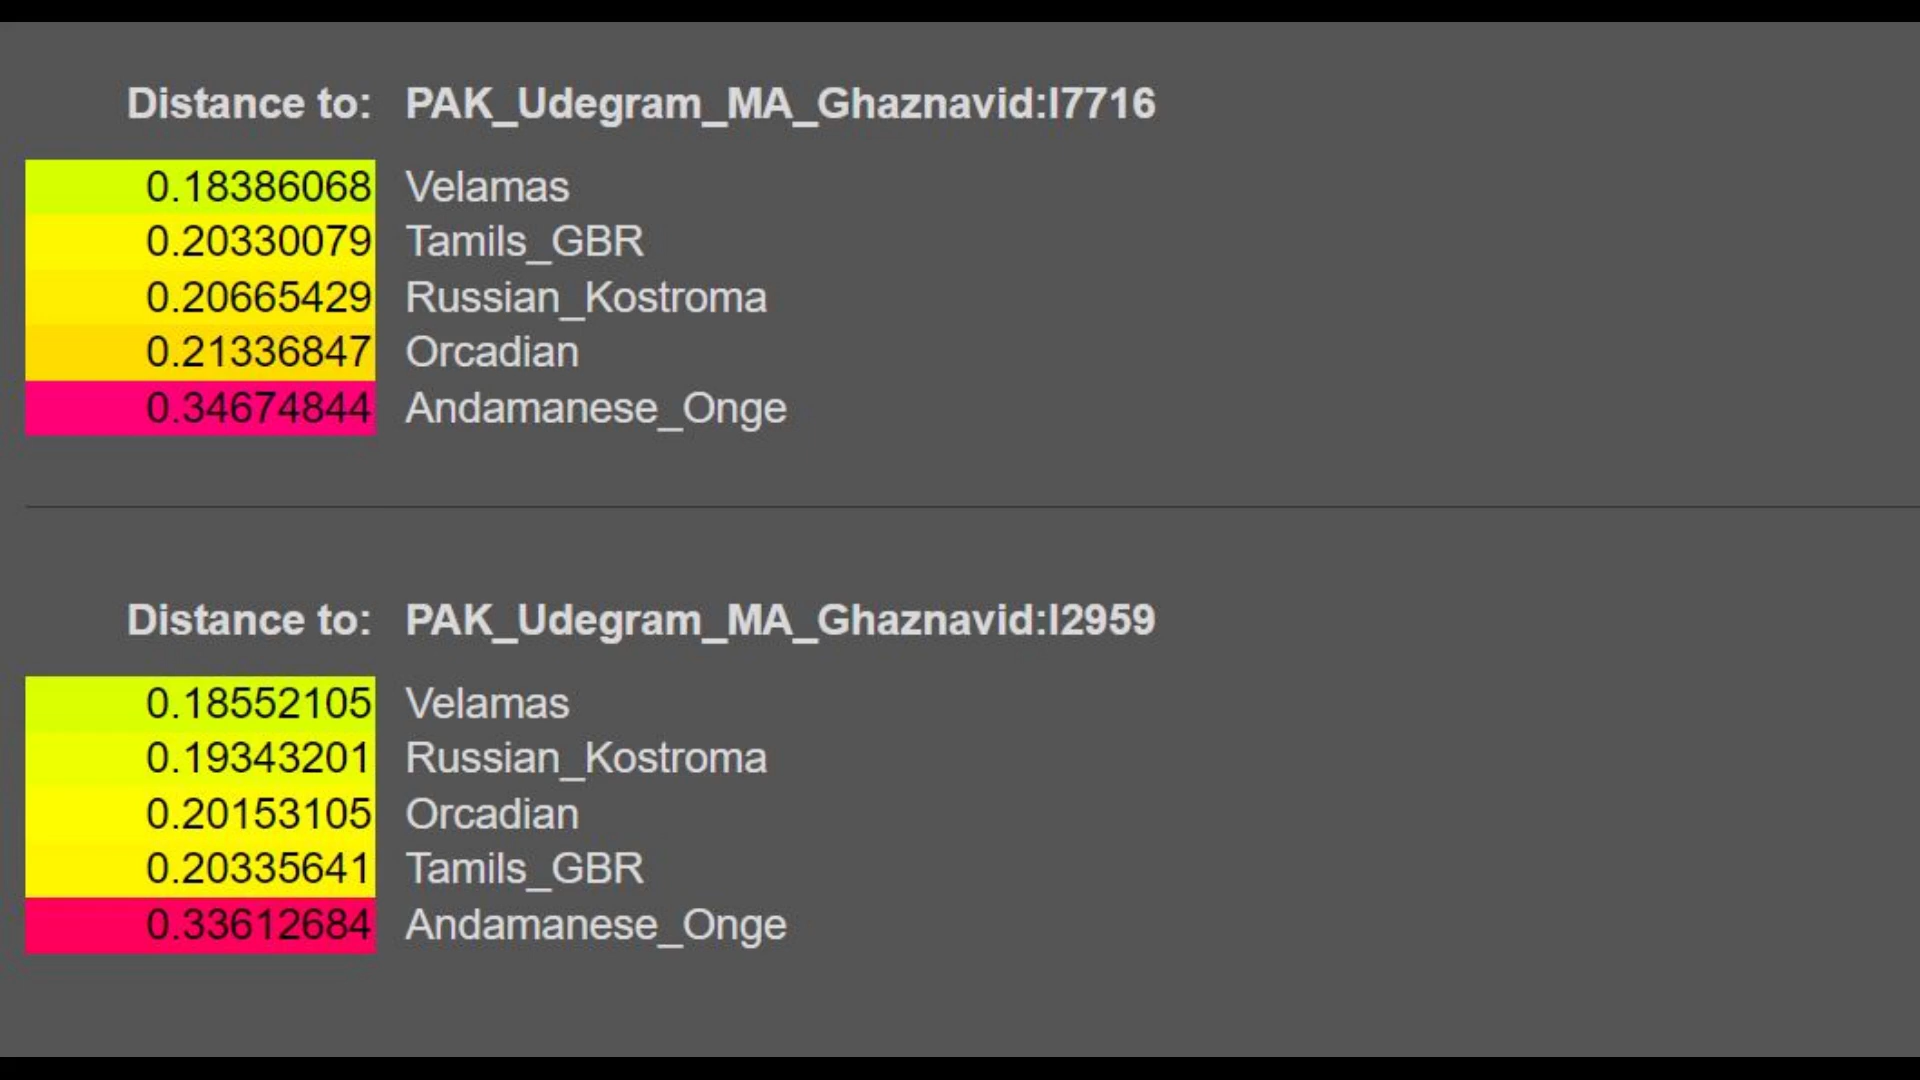 Distance to: PAK_Udegram_MA_Ghaznavid:I7716
0.18386068 Velamas
0.20330079 Tamils_GBR
0.20665429 Russian_Kostroma
0.21336847 Orcadian
0.34674844 Andamanese_Onge
Distance to: PAK_Udegram_MA_Ghaznavid:I2959
0.18552105 Velamas
0.19343201 Russian_Kostroma
0.20153105 Orcadian
0.20335641 Tamils_GBR
0.33612684 Andamanese_Onge